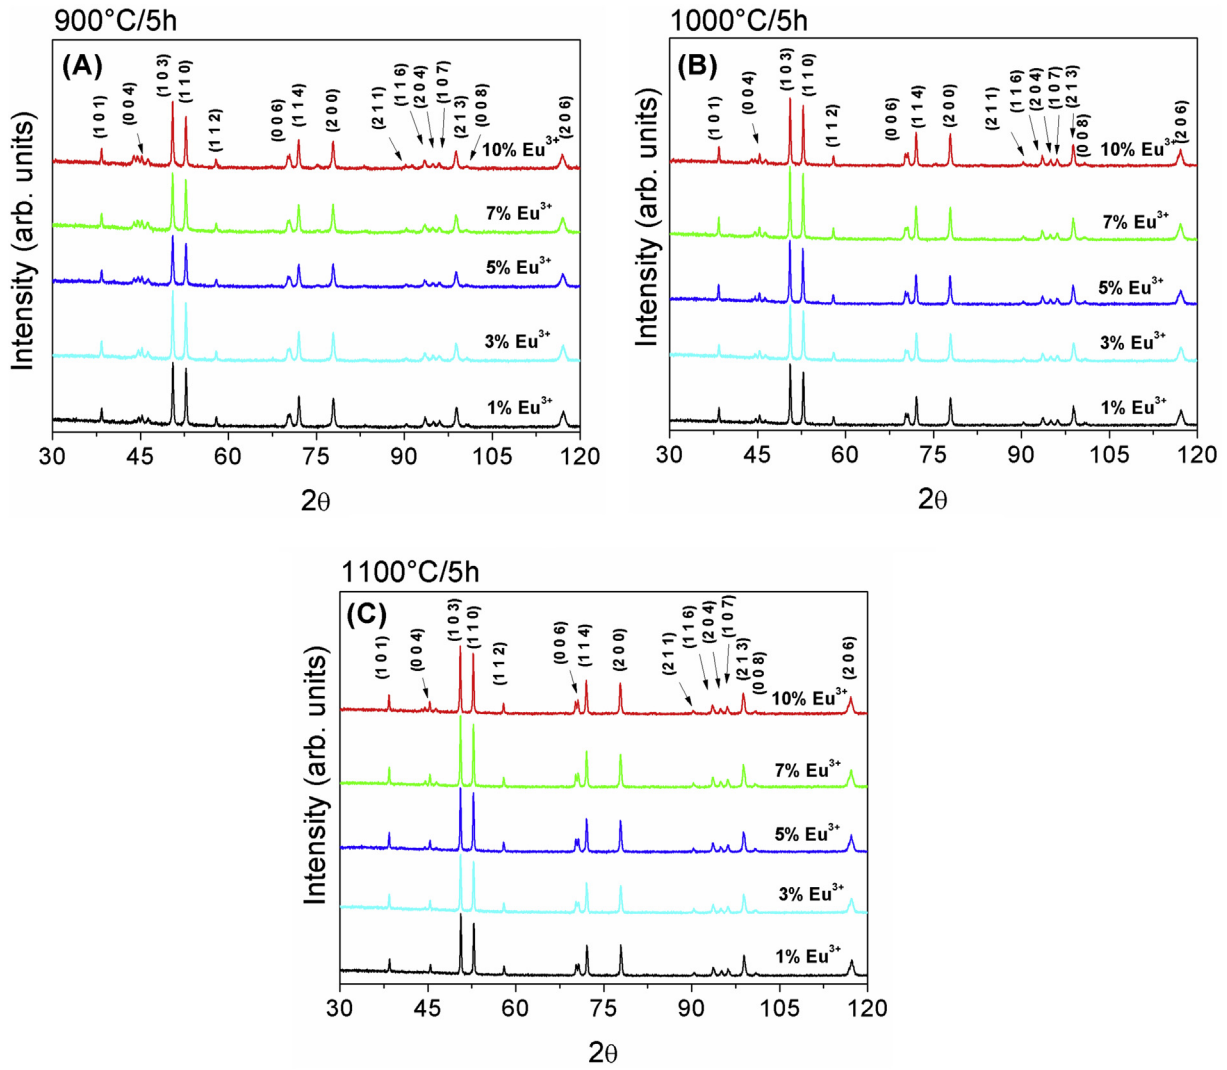 900°C/5h
(A)
Intensity (arb. units)
(1 0 1)
(0 0 4)
(1 0 3)
(1 1 0)
(1 1 2)
(0 0 6)
(1 1 4)
(2 0 0)
(2 1 1)
(1 1 6)
(2 0 4)
(1 0 7)
(2 1 3)
(0 0 8)
(2 0 6)
10% Eu3+
7% Eu3+
5% Eu3+
3% Eu3+
1% Eu3+
30 45 60 75 90 105 120
2θ
1000°C/5h
(B)
Intensity (arb. units)
(1 0 1)
(0 0 4)
(1 0 3)
(1 1 0)
(1 1 2)
(0 0 6)
(1 1 4)
(2 0 0)
(2 1 1)
(1 1 6)
(2 0 4)
(1 0 7)
(2 1 3)
(0 0 8)
(2 0 6)
10% Eu3+
7% Eu3+
5% Eu3+
3% Eu3+
1% Eu3+
30 45 60 75 90 105 120
2θ
1100°C/5h
(C)
Intensity (arb. units)
(1 0 1)
(0 0 4)
(1 0 3)
(1 1 0)
(1 1 2)
(0 0 6)
(1 1 4)
(2 0 0)
(2 1 1)
(1 1 6)
(2 0 4)
(1 0 7)
(2 1 3)
(0 0 8)
(2 0 6)
10% Eu3+
7% Eu3+
5% Eu3+
3% Eu3+
1% Eu3+
30 45 60 75 90 105 120
2θ